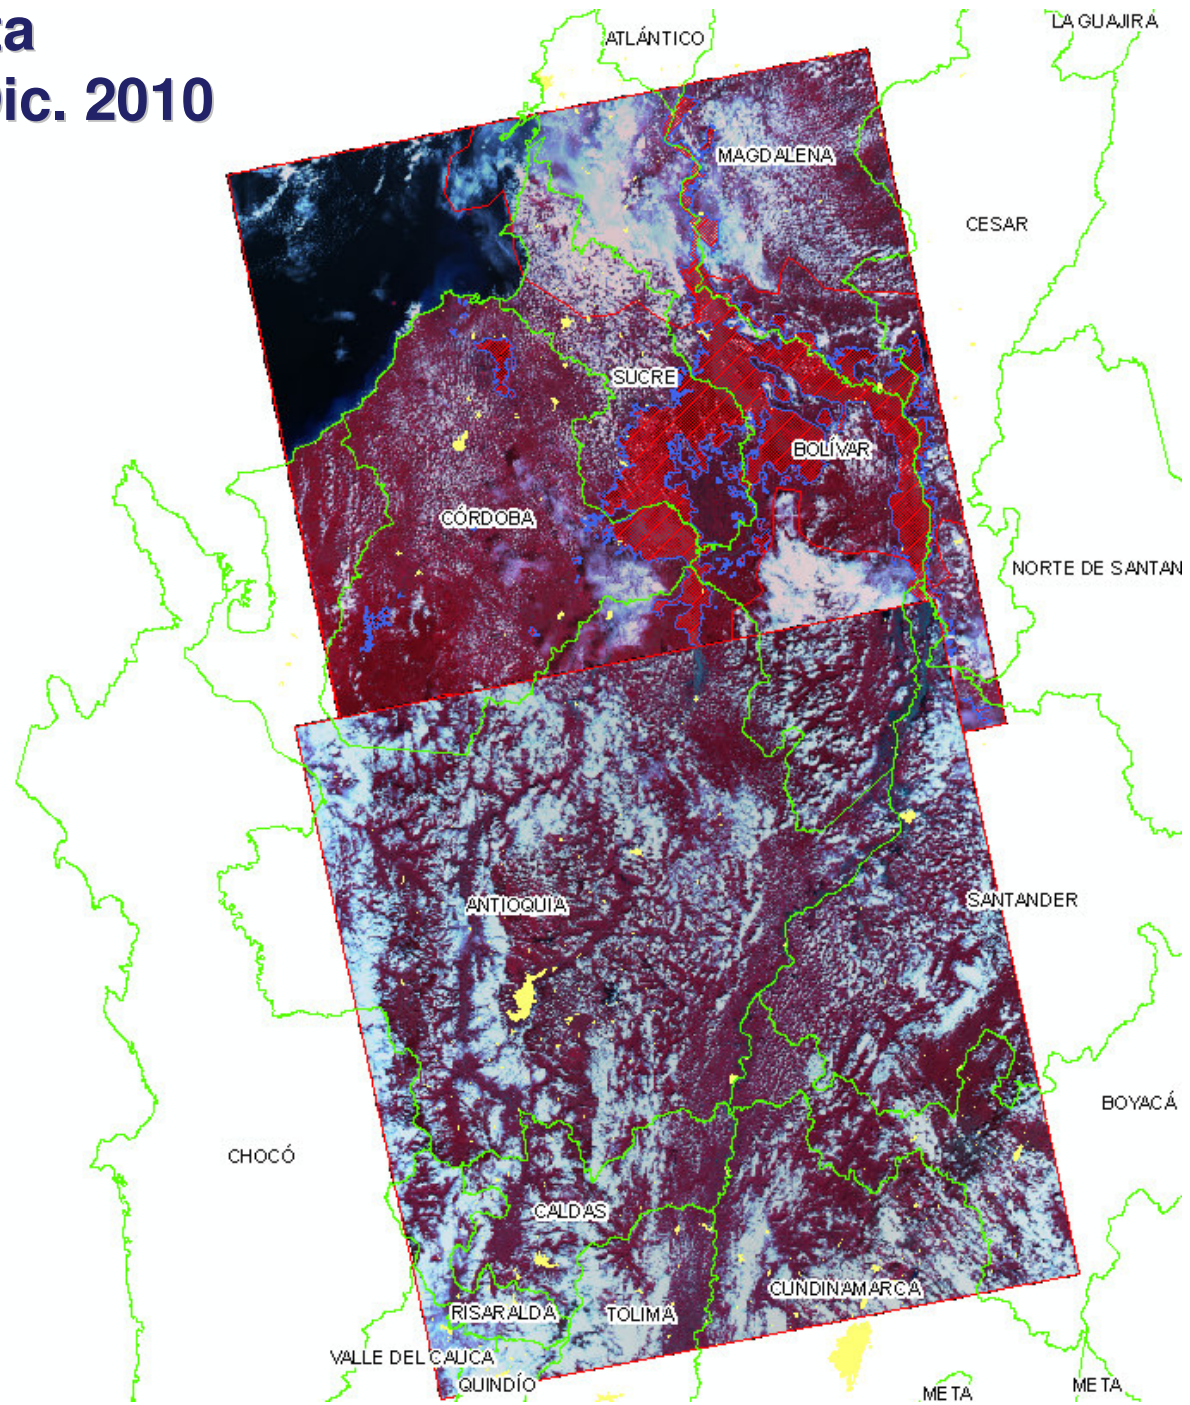 ta
ic. 2010
ATLÁNTICO
LA GUAJIRA
MAGDALENA
CESAR
SUCRE
BOLÍVAR
CÓRDOBA
NORTE DE SANTAN
ANTIOQUIA
SANTANDER
BOYACÁ
CHOCÓ
CALDAS
CUNDINAMARCA
RISARALDA
TOLIMA
VALLE DEL CAUCA
QUINDÍO
META
META